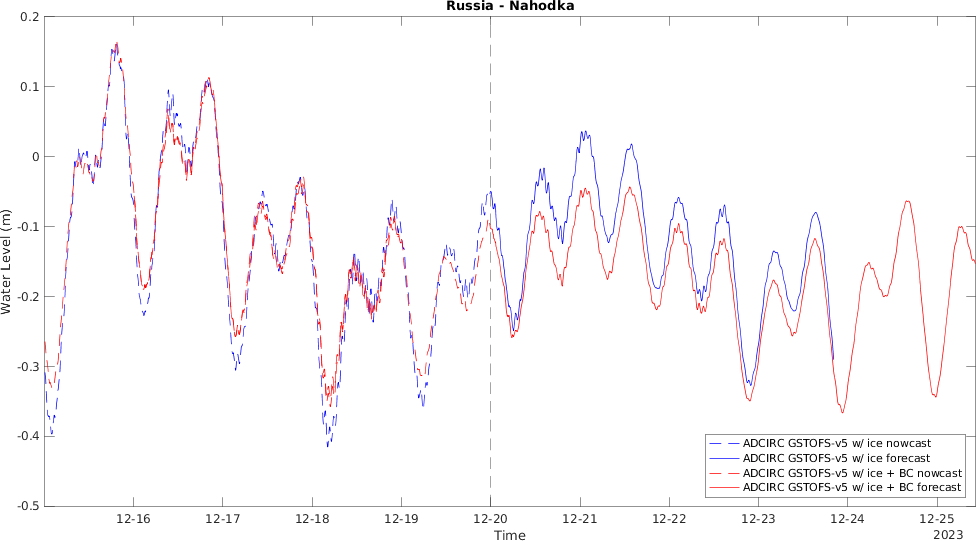 Russia - Nahodka
Water Level (m)
0.2
0.1
0
-0.1
-0.2
-0.3
-0.4
-0.5
12-16
12-17
12-18
12-19
12-20
12-21
12-22
12-23
12-24
12-25
Time
2023
ADCIRC GSTOFS-v5 w/ ice nowcast
ADCIRC GSTOFS-v5 w/ ice forecast
ADCIRC GSTOFS-v5 w/ ice + BC nowcast
ADCIRC GSTOFS-v5 w/ ice + BC forecast